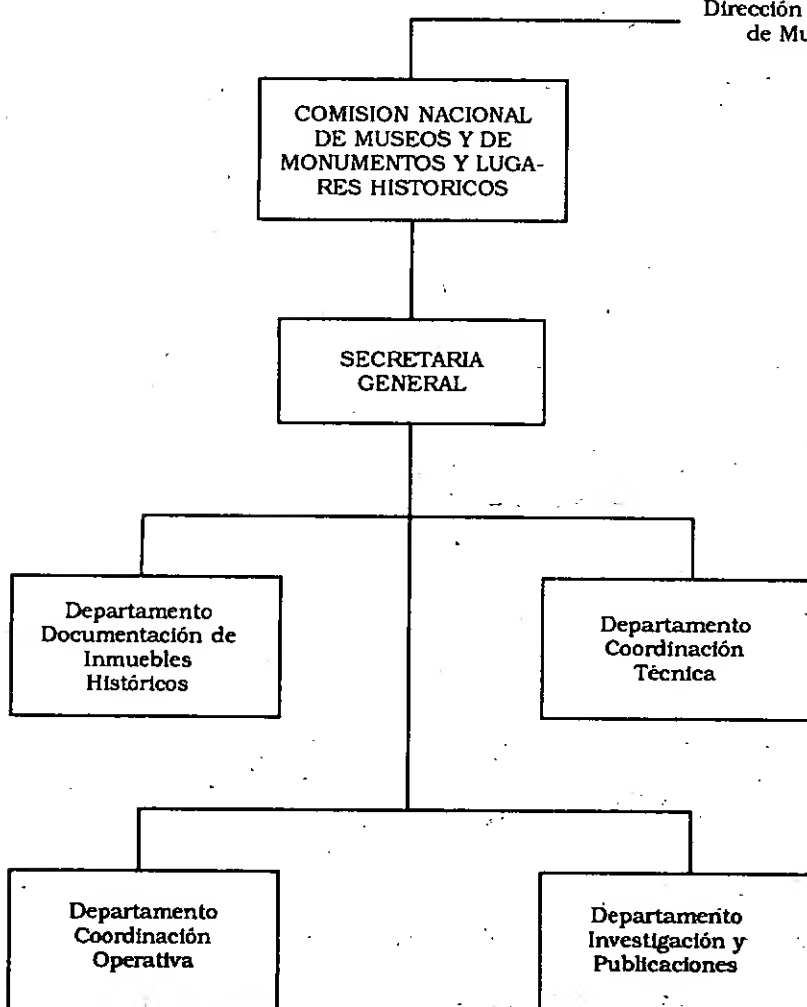 Dirección
de Mu
COMISION NACIONAL
DE MUSEOS Y DE
MONUMENTOS Y LUGA-
RES HISTORICOS
SECRETARIA
GENERAL
Departamento
Documentación de
Inmuebles
Históricos
Departamento
Coordinación
Técnica
Departamento
Coordinación
Operativa
Departamento
Investigación y
Publicaciones